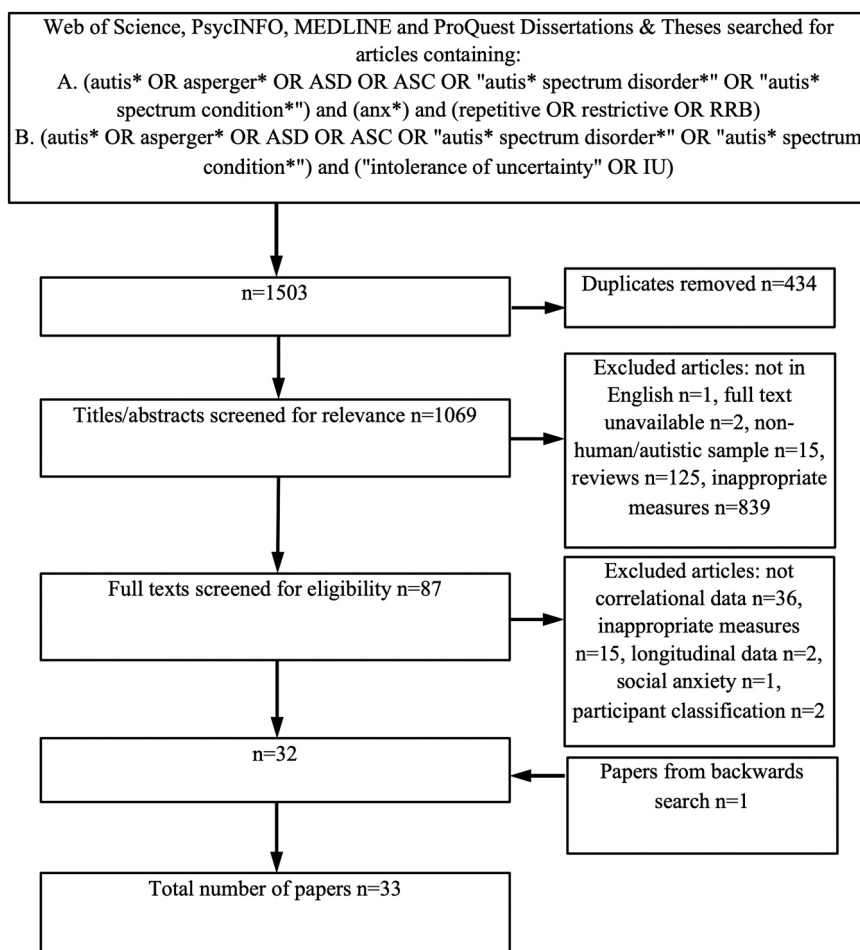 Web of Science, PsycINFO, MEDLINE and ProQuest Dissertations & Theses searched for
articles containing:
A. (autis* OR asperger* OR ASD OR ASC OR "autis* spectrum disorder*" OR "autis*
spectrum condition*") and (anx*) and (repetitive OR restrictive OR RRB)
B. (autis* OR asperger* OR ASD OR ASC OR "autis* spectrum disorder*" OR "autis* spectrum
condition*") and ("intolerance of uncertainty" OR IU)
n=1503
Duplicates removed n=434
Titles/abstracts screened for relevance n=1069
Excluded articles: not in
English n=1, full text
unavailable n=2, non-
human/autistic sample n=15,
reviews n=125, inappropriate
measures n=839
Full texts screened for eligibility n=87
Excluded articles: not
correlational data n=36,
inappropriate measures
n=15, longitudinal data n=2,
social anxiety n=1,
participant classification n=2
n=32
Papers from backwards
search n=1
Total number of papers n=33